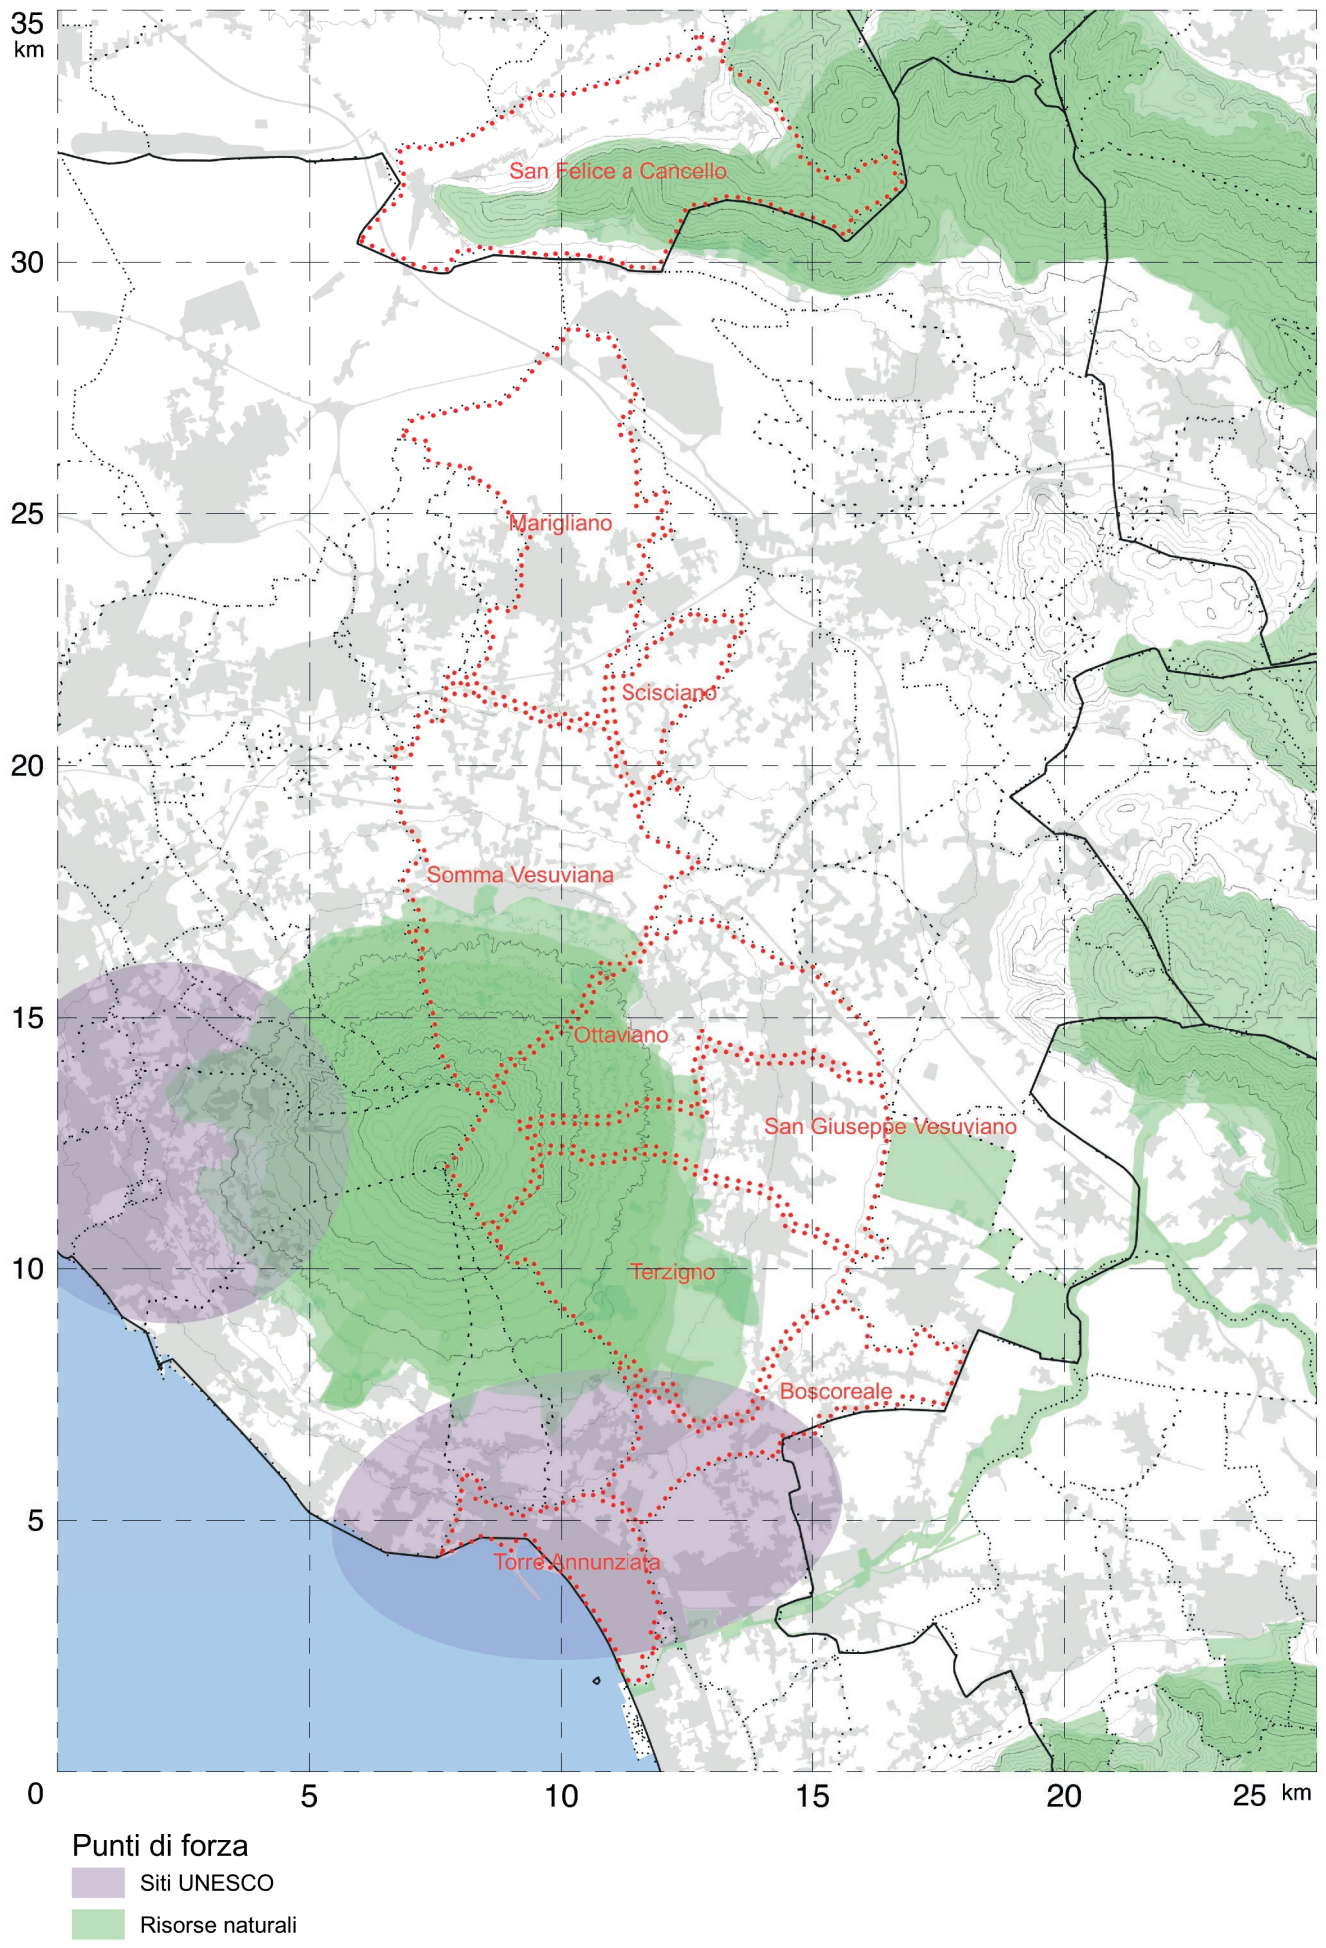 35
km
San Felice a Cancello
30
25
Marigliano
Scisciano
20
Somma Vesuviana
15
Ottaviano
San Giuseppe Vesuviano
10
Terzigno
Boscoreale
5
Torre Annunziata
0
5
10
15
20
25 km
Punti di forza
Siti UNESCO
Risorse naturali